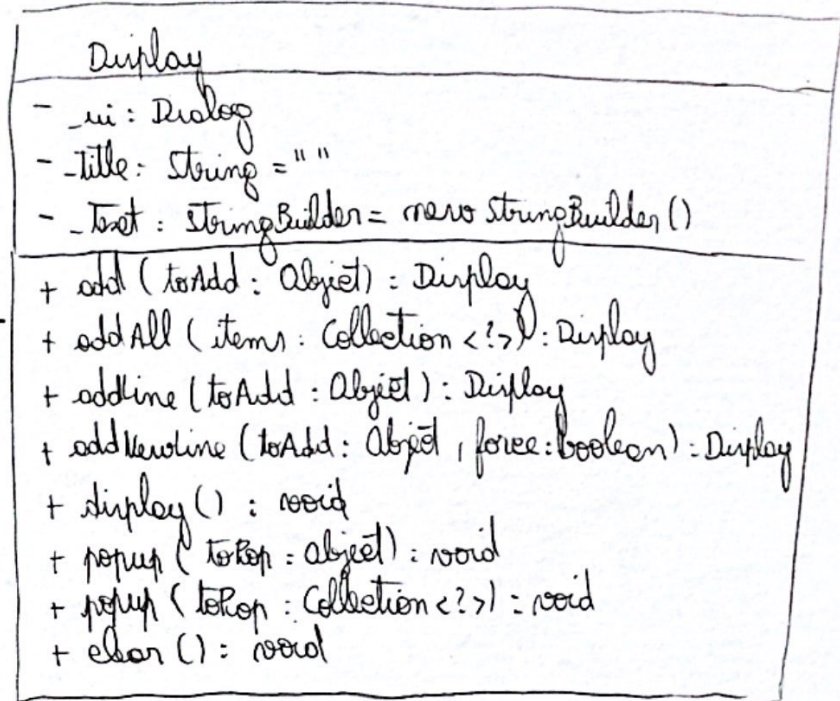 Display
- _ui : Dialog
- _title : String = " "
- _text : StringBuilder = new StringBuilder ()
+ add ( toAdd : Object) : Display
+ addAll ( items : Collection <?>) : Display
+ addLine ( toAdd : Object ) : Display
+ addNewLine ( toAdd : Object , force : boolean) : Display
+ display () : void
+ popup ( toPop : Object) : void
+ popup ( toPop : Collection <?>) : void
+ clear () : void